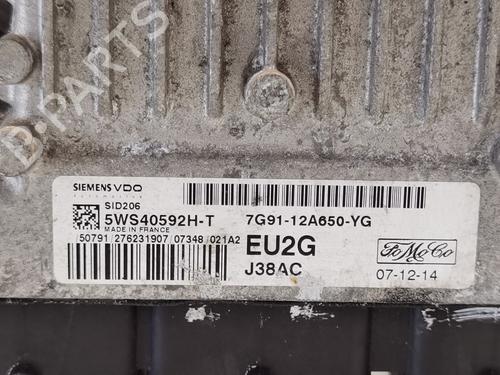 B-PARTS
SIEMENS VDO
Automotive
SID206
5WS40592H-T 7G91-12A650-YG
MADE IN FRANCE
50791 276231907 07348 021A2
EU2G
J38AC
FoMoCo
07-12-14